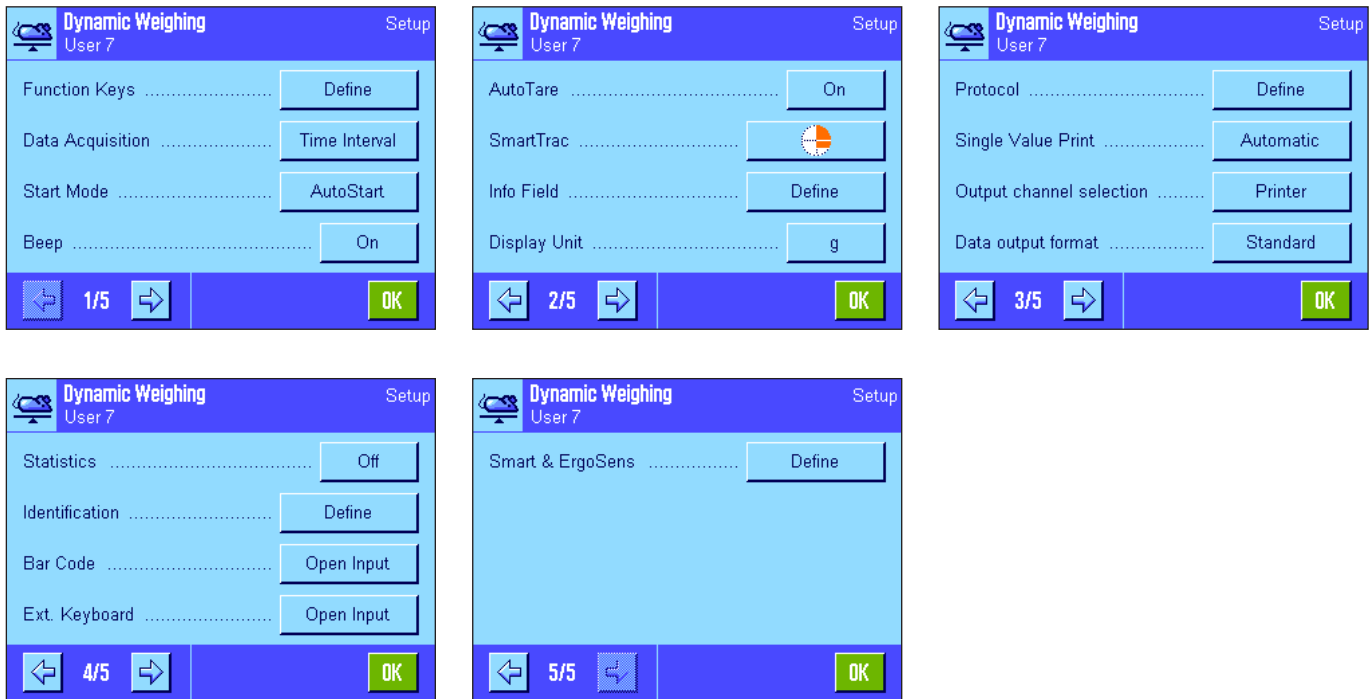 Dynamic Weighing Setup
User 7
Function Keys ........................ Define
Data Acquisition ..................... Time Interval
Start Mode ............................. AutoStart
Beep ............................................. On
1/5 OK
Dynamic Weighing Setup
User 7
AutoTare ................................... On
SmartTrac ..............................
Info Field ................................ Define
Display Unit .................................. g
2/5 OK
Dynamic Weighing Setup
User 7
Protocol ................................. Define
Single Value Print ................... Automatic
Output channel selection ......... Printer
Data output format ................. Standard
3/5 OK
Dynamic Weighing Setup
User 7
Statistics ...................................... Off
Identification ........................... Define
Bar Code ............................... Open Input
Ext. Keyboard ........................ Open Input
4/5 OK
Dynamic Weighing Setup
User 7
Smart & ErgoSens ................. Define
5/5 OK